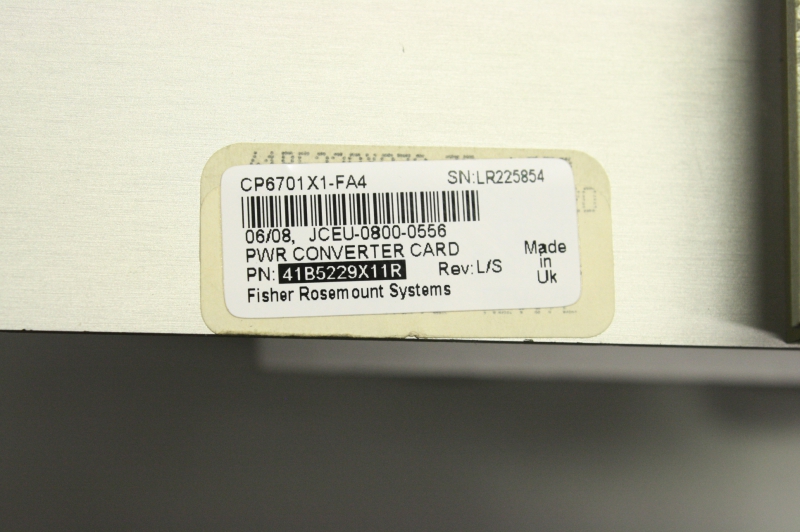 CP6701X1-FA4 SN:LR225854
06/08, JCEU-0800-0556
PWR CONVERTER CARD
PN: 41B5229X11R Rev:L/S
Fisher Rosemount Systems
Made
in
Uk